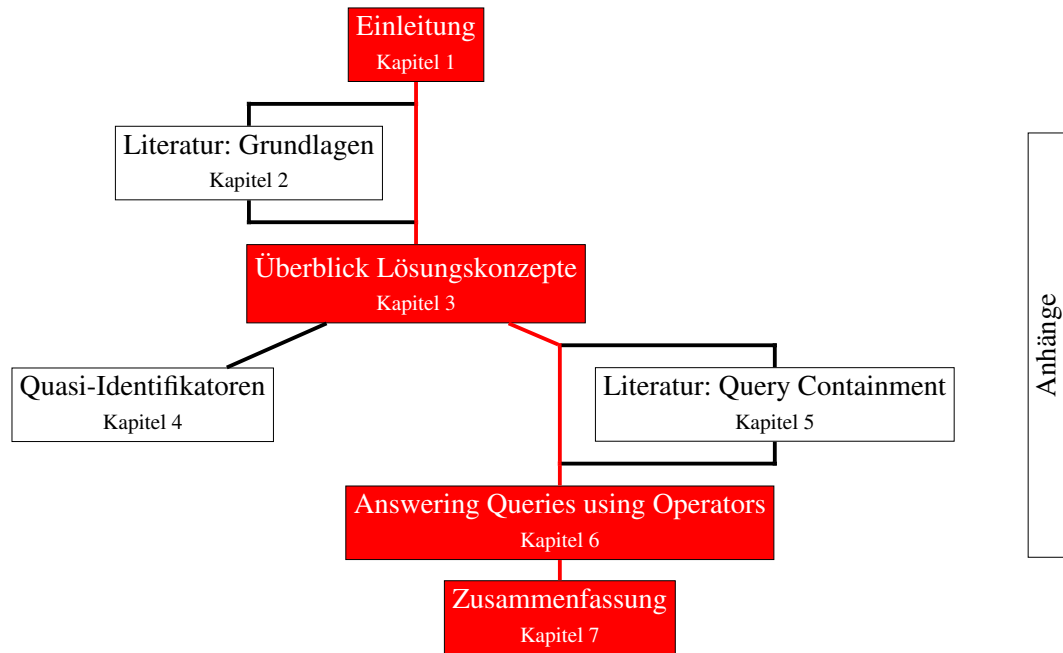 Einleitung
Kapitel 1
Literatur: Grundlagen
Kapitel 2
Überblick Lösungskonzepte
Kapitel 3
Quasi-Identifikatoren
Kapitel 4
Literatur: Query Containment
Kapitel 5
Answering Queries using Operators
Kapitel 6
Zusammenfassung
Kapitel 7
Anhänge